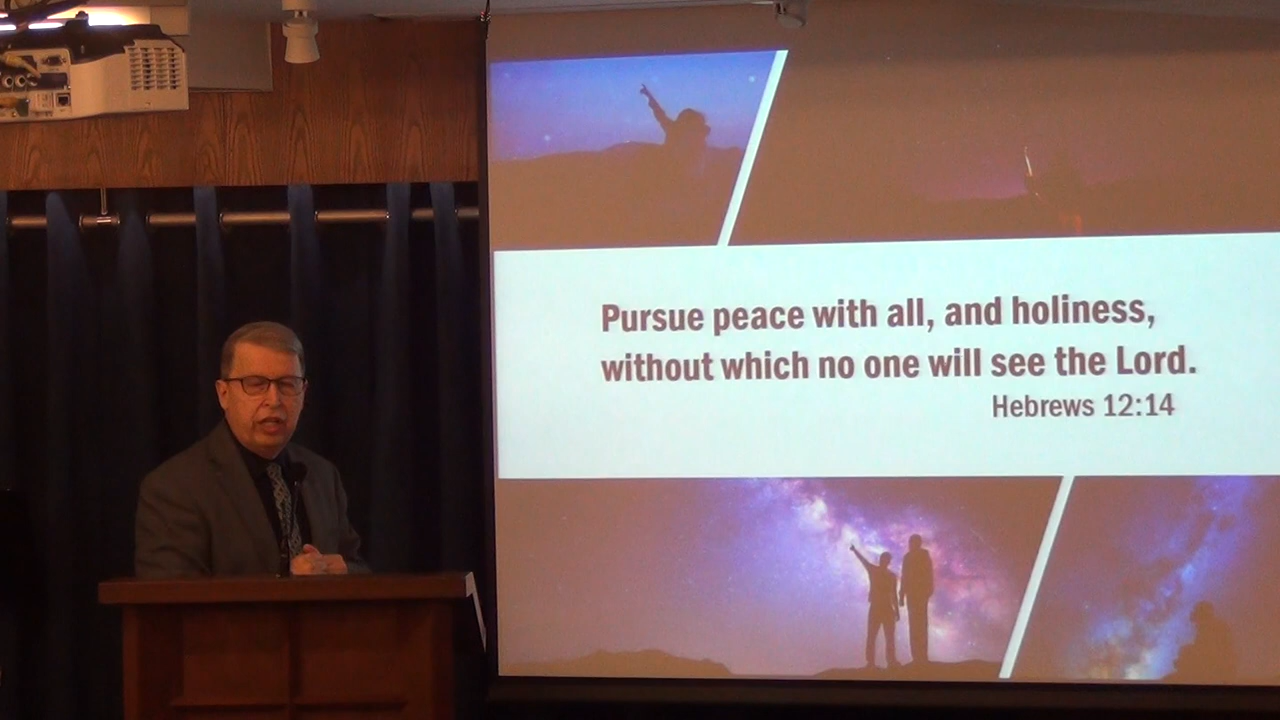 Pursue peace with all, and holiness,
without which no one will see the Lord.
Hebrews 12:14